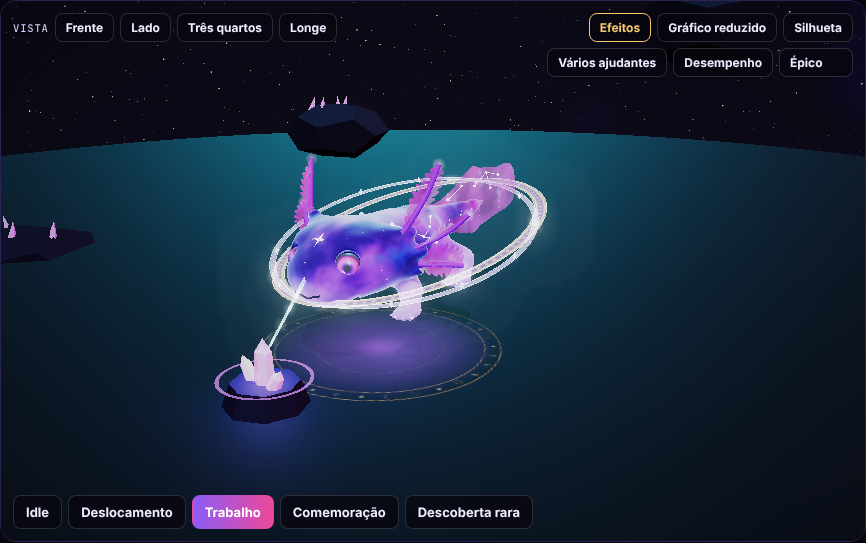 VISTA Frente Lado Três quartos Longe Efeitos Gráfico reduzido Silhueta
Vários ajudantes Desempenho Épico
Idle Deslocamento Trabalho Comemoração Descoberta rara